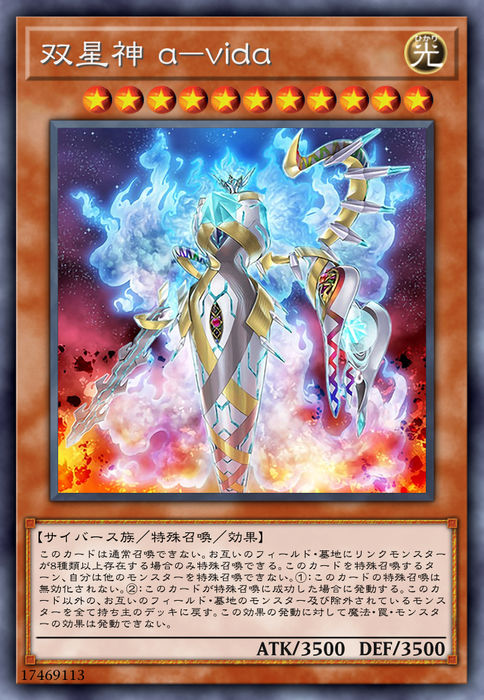 双星神 a-vida
ひかり
光
【サイバース族／特殊召喚／効果】
このカードは通常召喚できない。お互いのフィールド・墓地にリンクモンスター
が8種類以上存在する場合のみ特殊召喚できる。このカードを特殊召喚するタ
ーン、自分は他のモンスターを特殊召喚できない。①：このカードの特殊召喚は
無効化されない。②：このカードが特殊召喚に成功した場合に発動する。このカ
ード以外の、お互いのフィールド・墓地のモンスター及び除外されているモンス
ターを全て持ち主のデッキに戻す。この効果の発動に対して魔法・罠・モンスタ
ーの効果は発動できない。
ATK/3500 DEF/3500
17469113